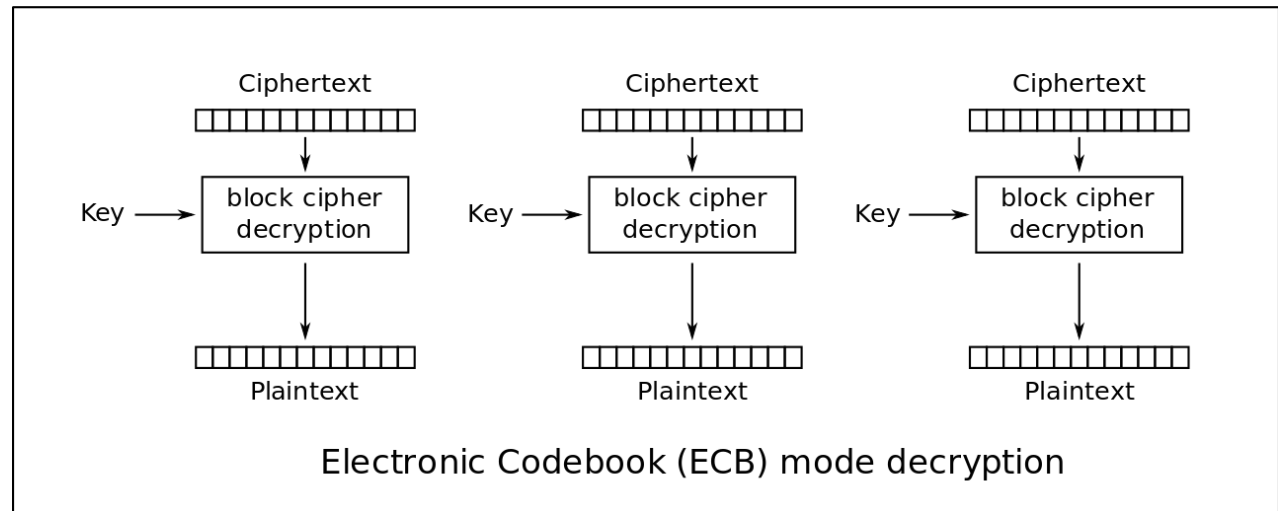 Ciphertext
Ciphertext
Ciphertext
Key
block cipher
decryption
Key
block cipher
decryption
Key
block cipher
decryption
Plaintext
Plaintext
Plaintext
Electronic Codebook (ECB) mode decryption